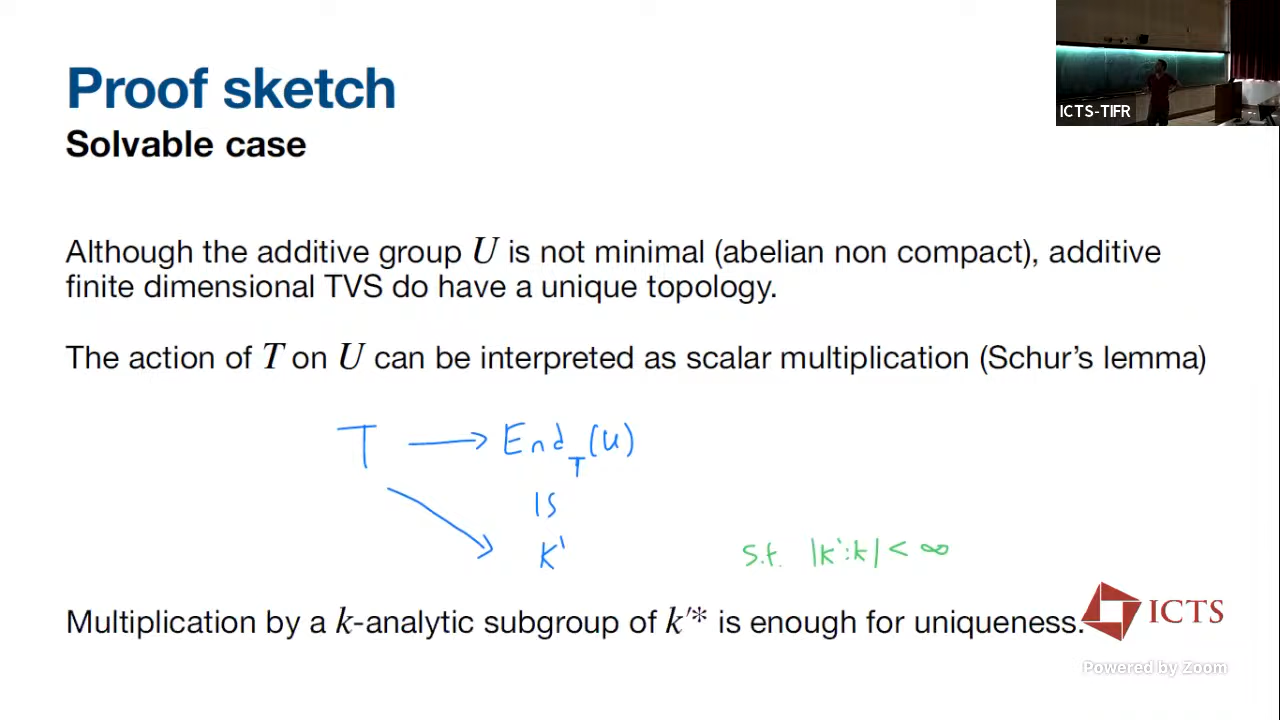 Proof sketch
Solvable case
ICTS-TIFR
Although the additive group U is not minimal (abelian non compact), additive
finite dimensional TVS do have a unique topology.
The action of T on U can be interpreted as scalar multiplication (Schur's lemma)
T → End_T(U)
IS
k'
s.t. |k':k| < ∞
Multiplication by a k-analytic subgroup of k'* is enough for uniqueness.
ICTS
Powered by Zoom